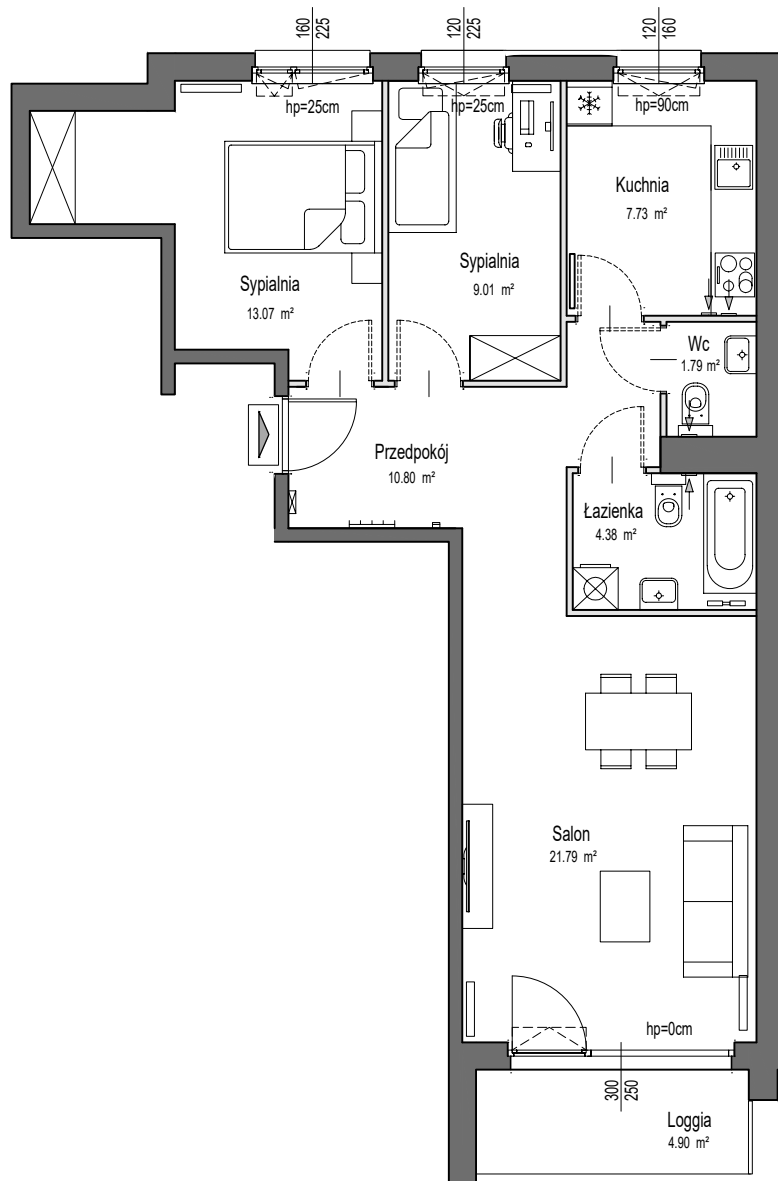 160
225
120
225
120
160
hp=25cm
hp=25cm
hp=90cm
Kuchnia
7.73 m²
Sypialnia
9.01 m²
Sypialnia
13.07 m²
Wc
1.79 m²
Przedpokój
10.80 m²
Łazienka
4.38 m²
Salon
21.79 m²
hp=0cm
300
250
Loggia
4.90 m²